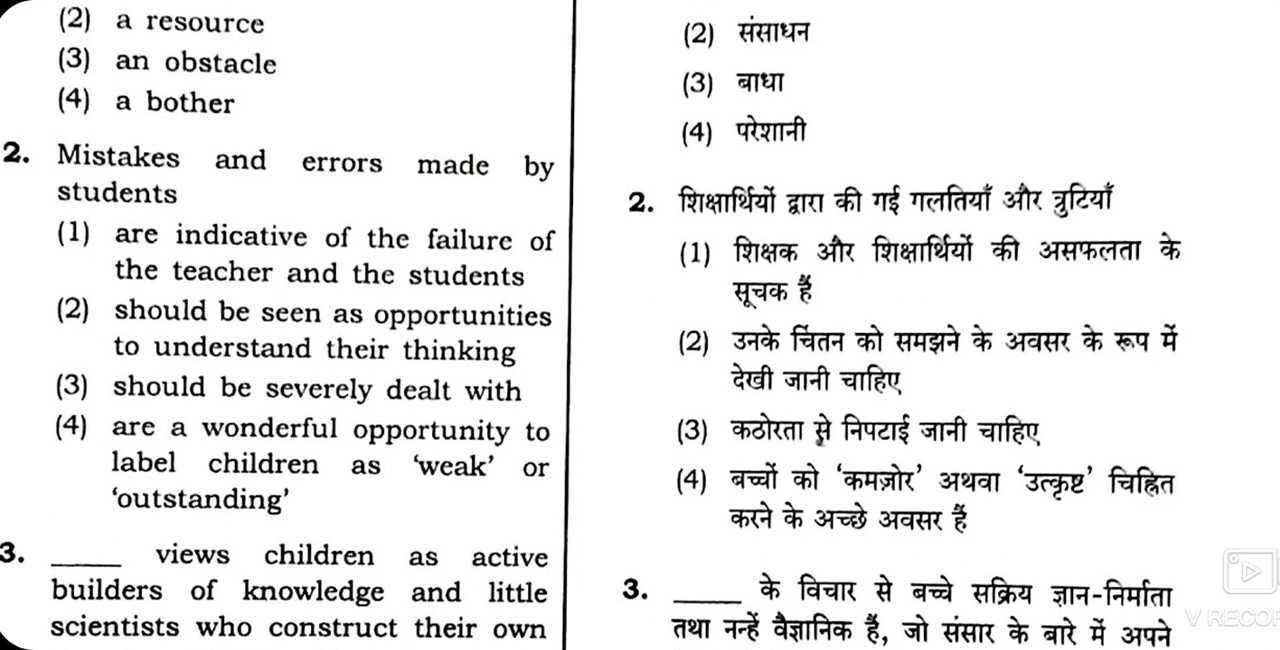 (2) a resource
(3) an obstacle
(4) a bother
2. Mistakes and errors made by
students
(1) are indicative of the failure of
the teacher and the students
(2) should be seen as opportunities
to understand their thinking
(3) should be severely dealt with
(4) are a wonderful opportunity to
label children as ‘weak’ or
‘outstanding’
3. ______ views children as active
builders of knowledge and little
scientists who construct their own
(2) संसाधन
(3) बाधा
(4) परेशानी
2. शिक्षार्थियों द्वारा की गई गलतियाँ और त्रुटियाँ
(1) शिक्षक और शिक्षार्थियों की असफलता के
सूचक हैं
(2) उनके चिंतन को समझने के अवसर के रूप में
देखी जानी चाहिए
(3) कठोरता से निपटाई जानी चाहिए
(4) बच्चों को ‘कमज़ोर’ अथवा ‘उत्कृष्ट’ चिह्नित
करने के अच्छे अवसर हैं
3. ______ के विचार से बच्चे सक्रिय ज्ञान-निर्माता
तथा नन्हें वैज्ञानिक हैं, जो संसार के बारे में अपने